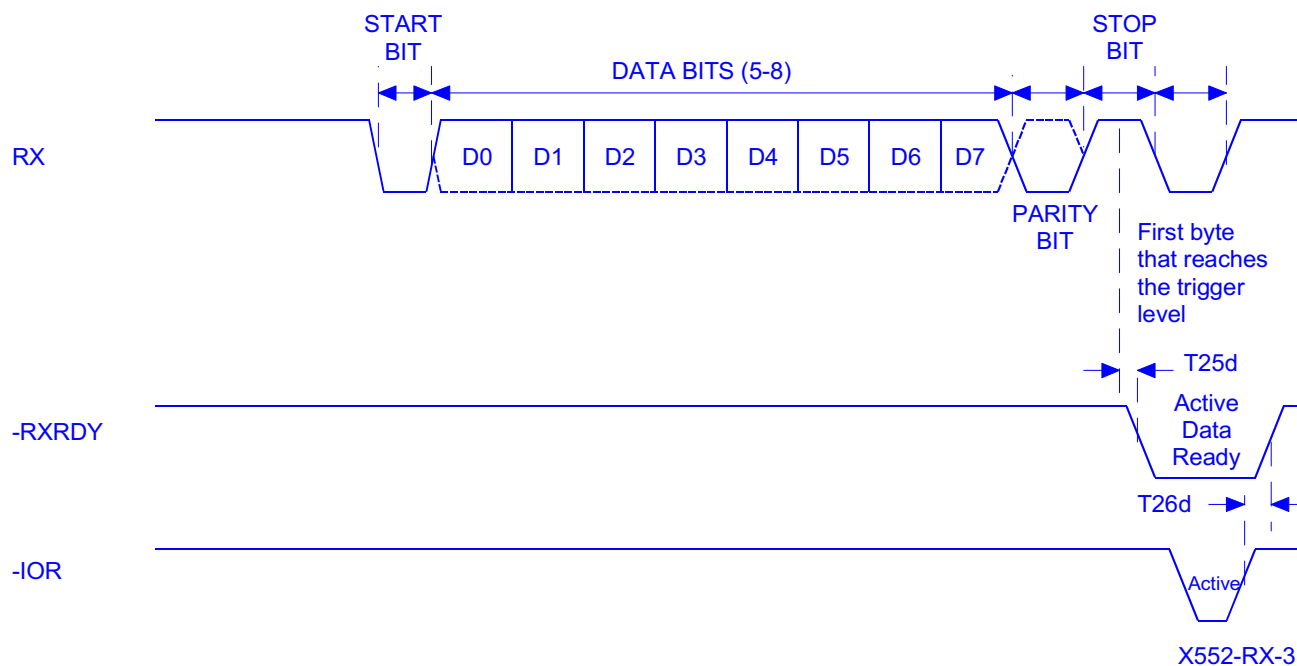 START
BIT
DATA BITS (5-8)
STOP
BIT
RX
D0 D1 D2 D3 D4 D5 D6 D7
PARITY
BIT
First byte
that reaches
the trigger
level
T25d
-RXRDY
Active
Data
Ready
T26d
-IOR
Active
X552-RX-3